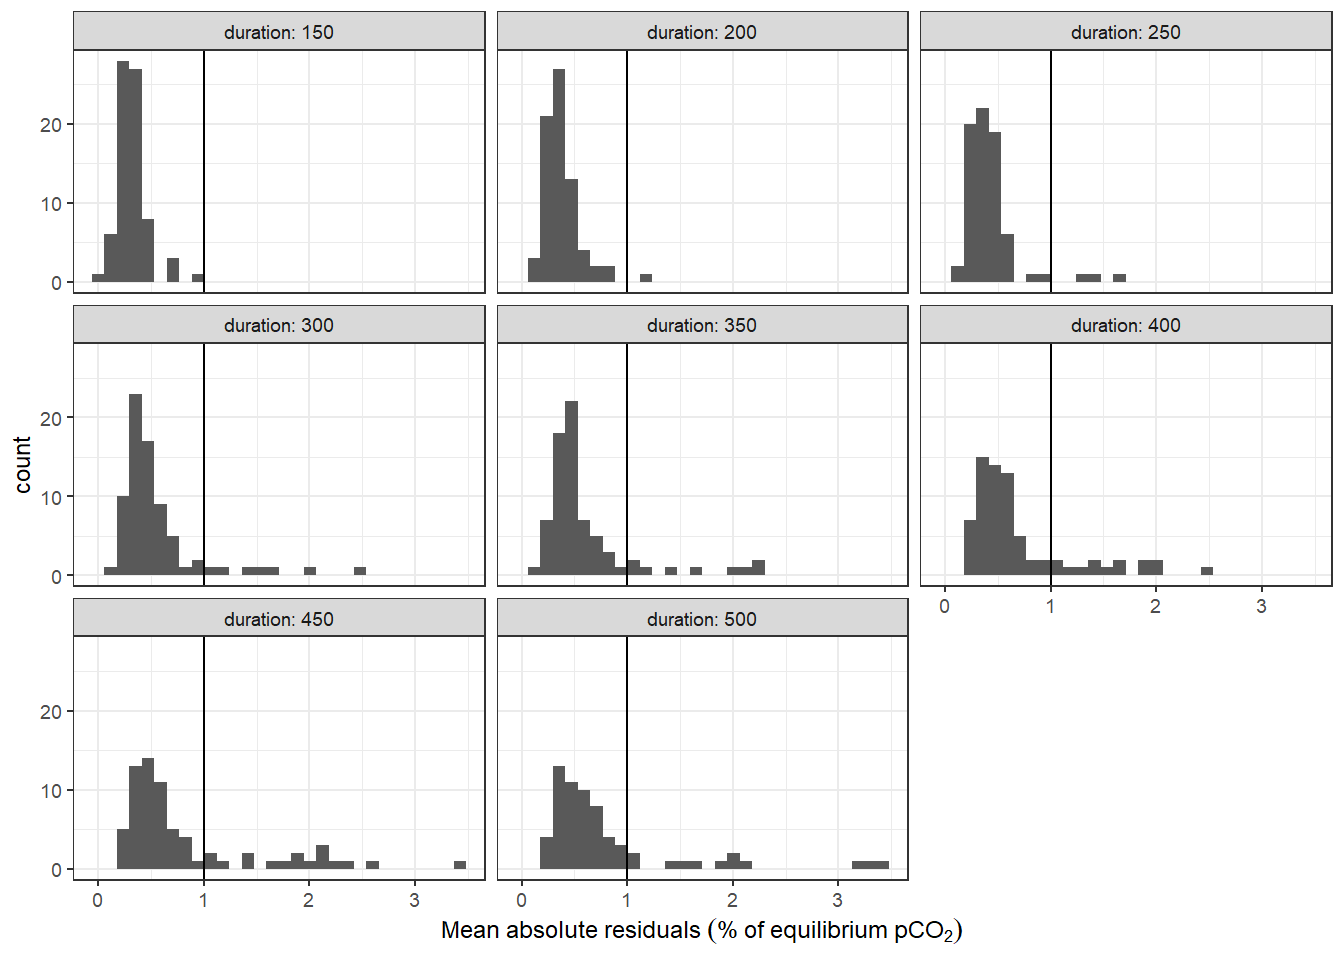 duration: 150
duration: 200
duration: 250
20
10
0
duration: 300
duration: 350
duration: 400
20
10
0
0 1 2 3
duration: 450
duration: 500
20
10
0
0 1 2 3
0 1 2 3
count
Mean absolute residuals (% of equilibrium pCO₂)